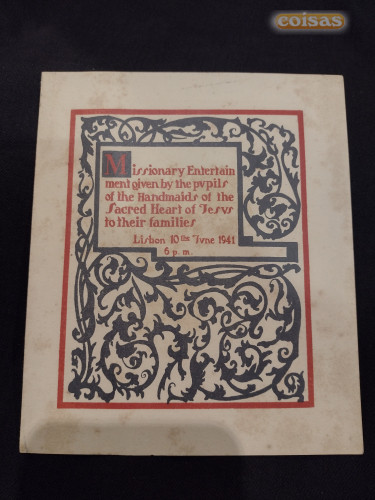 coisas
Missionary Entertain
ment given by the pvpils
of the Handmaids of the
Sacred Heart of Jesvs
to their families
Lisbon 10th Jvne 1941
6 p. m.